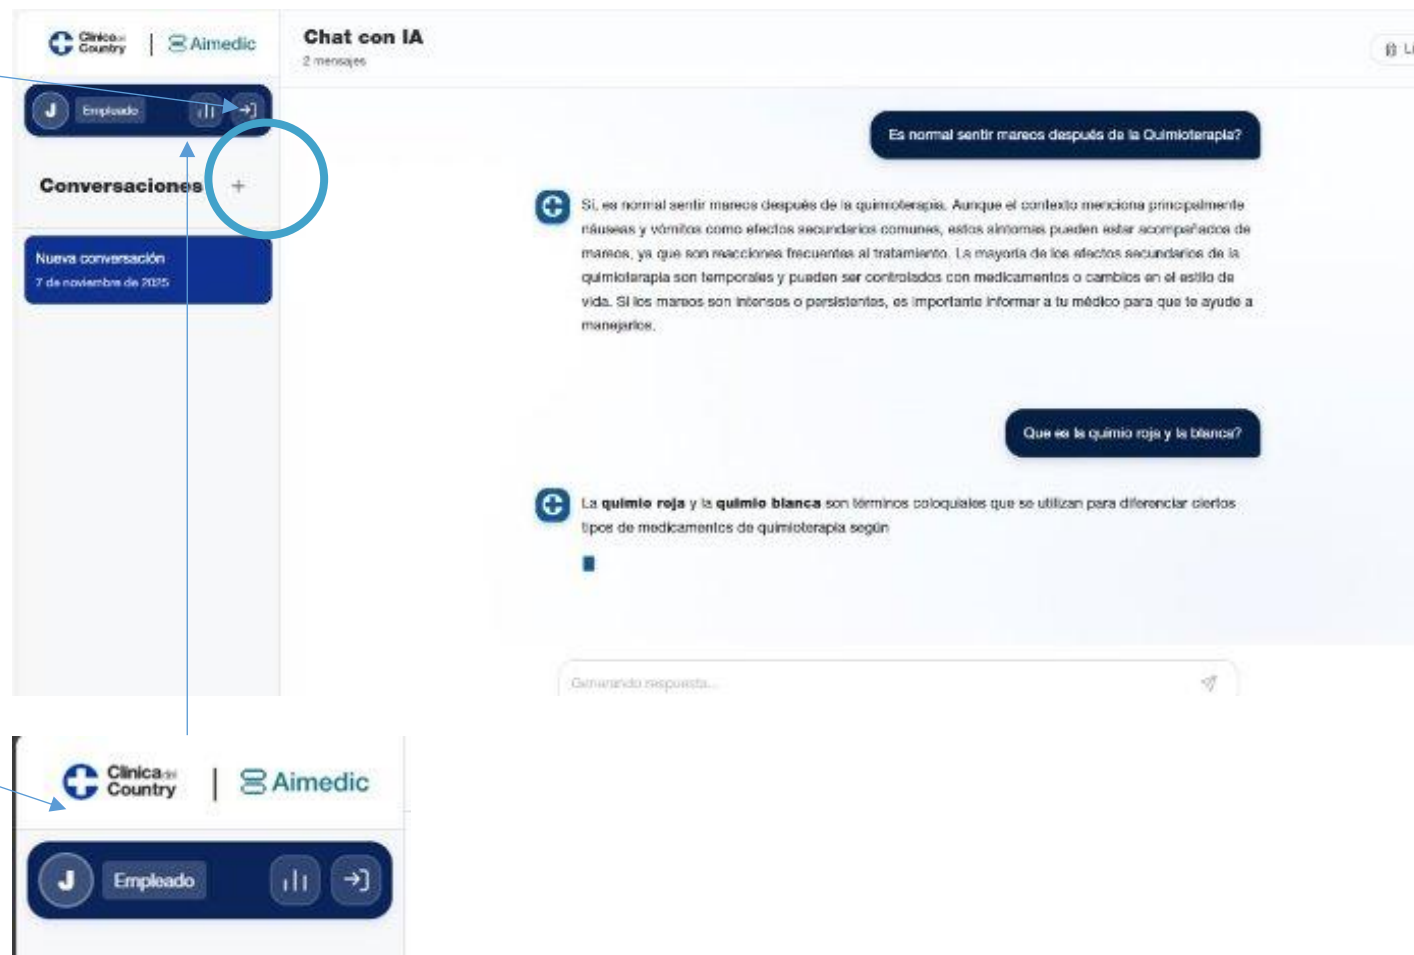 Clínica del
Country
Aimedic
Chat con IA
2 mensajes
J
Empleado
Es normal sentir mareos después de la Quimioterapia?
Conversaciones
+
Sí, es normal sentir mareos después de la quimioterapia. Aunque el contexto menciona principalmente
náuseas y vómitos como efectos secundarios comunes, estos síntomas pueden estar acompañados de
mareos, ya que son reacciones frecuentes al tratamiento. La mayoría de los efectos secundarios de la
quimioterapia son temporales y pueden ser controlados con medicamentos o cambios en el estilo de
vida. Si los mareos son intensos o persistentes, es importante informar a tu médico para que te ayude a
manejarlos.
Nueva conversación
7 de noviembre de 2025
Que es la quimio roja y la blanca?
La quimio roja y la quimio blanca son términos coloquiales que se utilizan para diferenciar ciertos
tipos de medicamentos de quimioterapia según
Generando respuesta...
Clínica del
Country
Aimedic
J
Empleado